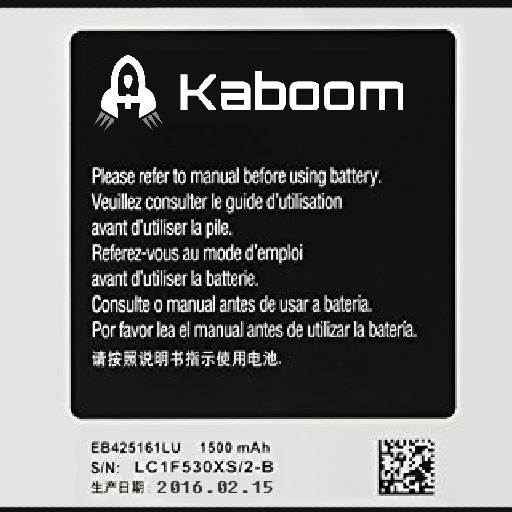 Kaboom
Please refer to manual before using battery.
Veuillez consulter le guide d'utilisation
avant d'utiliser la pile.
Referez-vous au mode d'emploi
avant d'utiliser la batterie.
Consulte o manual antes de usar a bateria.
Por favor lea el manual antes de utilizar la batería.
请按照说明书指示使用电池.
EB425161LU 1500 mAh
S/N: LC1F530XS/2-B
生产日期: 2016.02.15